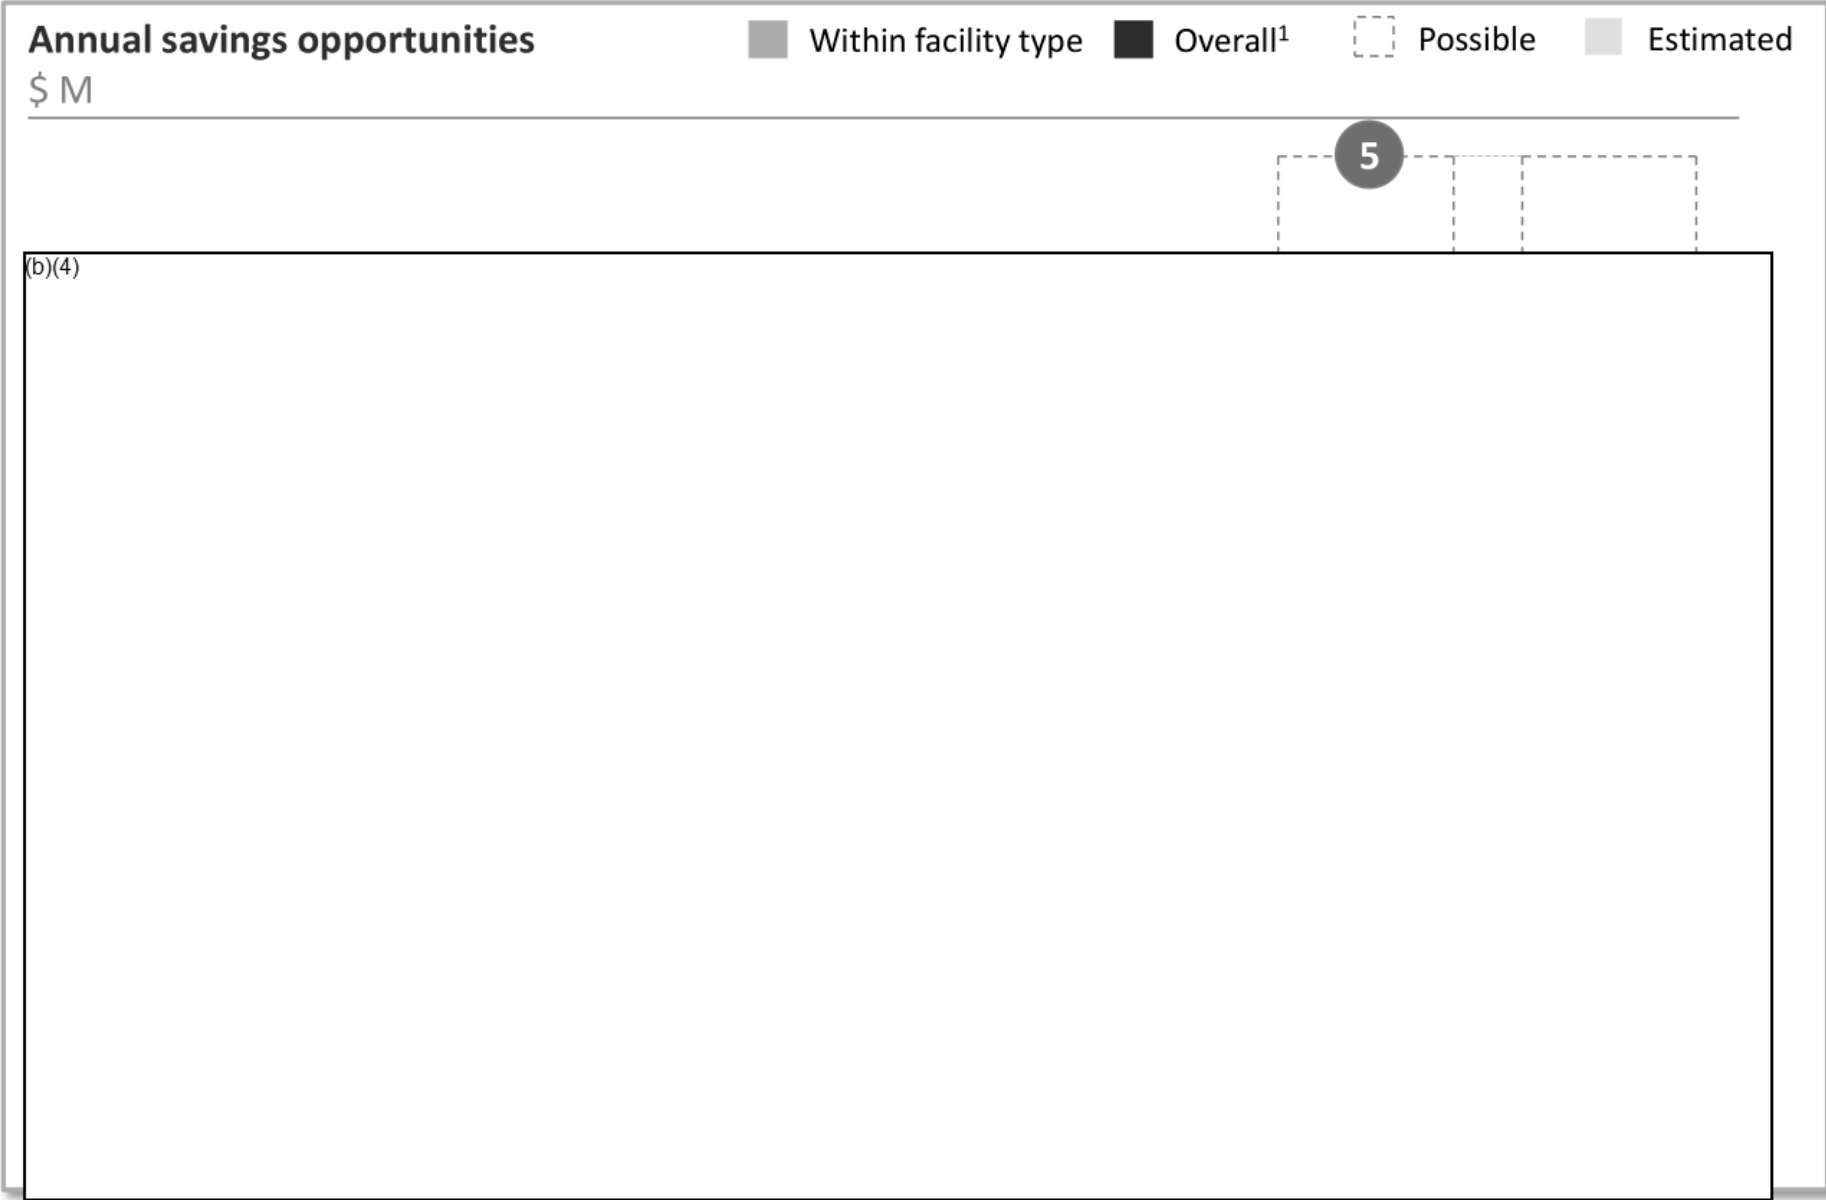 Annual savings opportunities
$ M
Within facility type
Overall¹
Possible
Estimated
5
(b)(4)